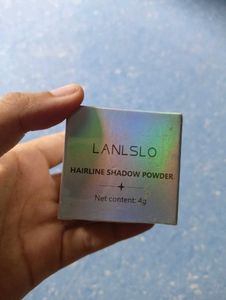 LANLSLO
HAIRLINE SHADOW POWDER
Net content: 4g